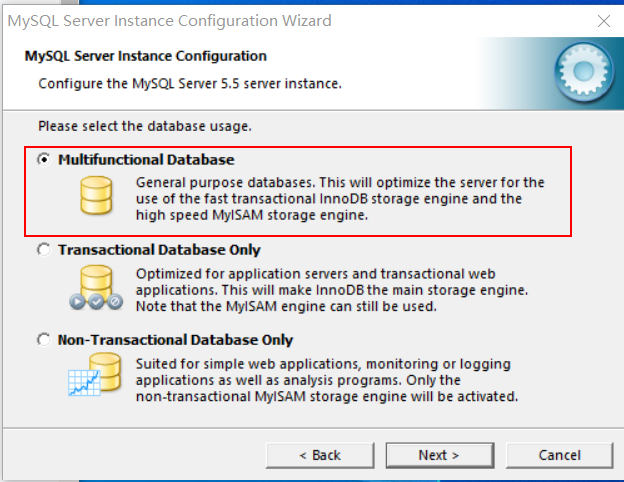 MySQL Server Instance Configuration Wizard
MySQL Server Instance Configuration
Configure the MySQL Server 5.5 server instance.
Please select the database usage.
Multifunctional Database
General purpose databases. This will optimize the server for the
use of the fast transactional InnoDB storage engine and the
high speed MyISAM storage engine.
Transactional Database Only
Optimized for application servers and transactional web
applications. This will make InnoDB the main storage engine.
Note that the MyISAM engine can still be used.
Non-Transactional Database Only
Suited for simple web applications, monitoring or logging
applications as well as analysis programs. Only the
non-transactional MyISAM storage engine will be activated.
< Back
Next >
Cancel